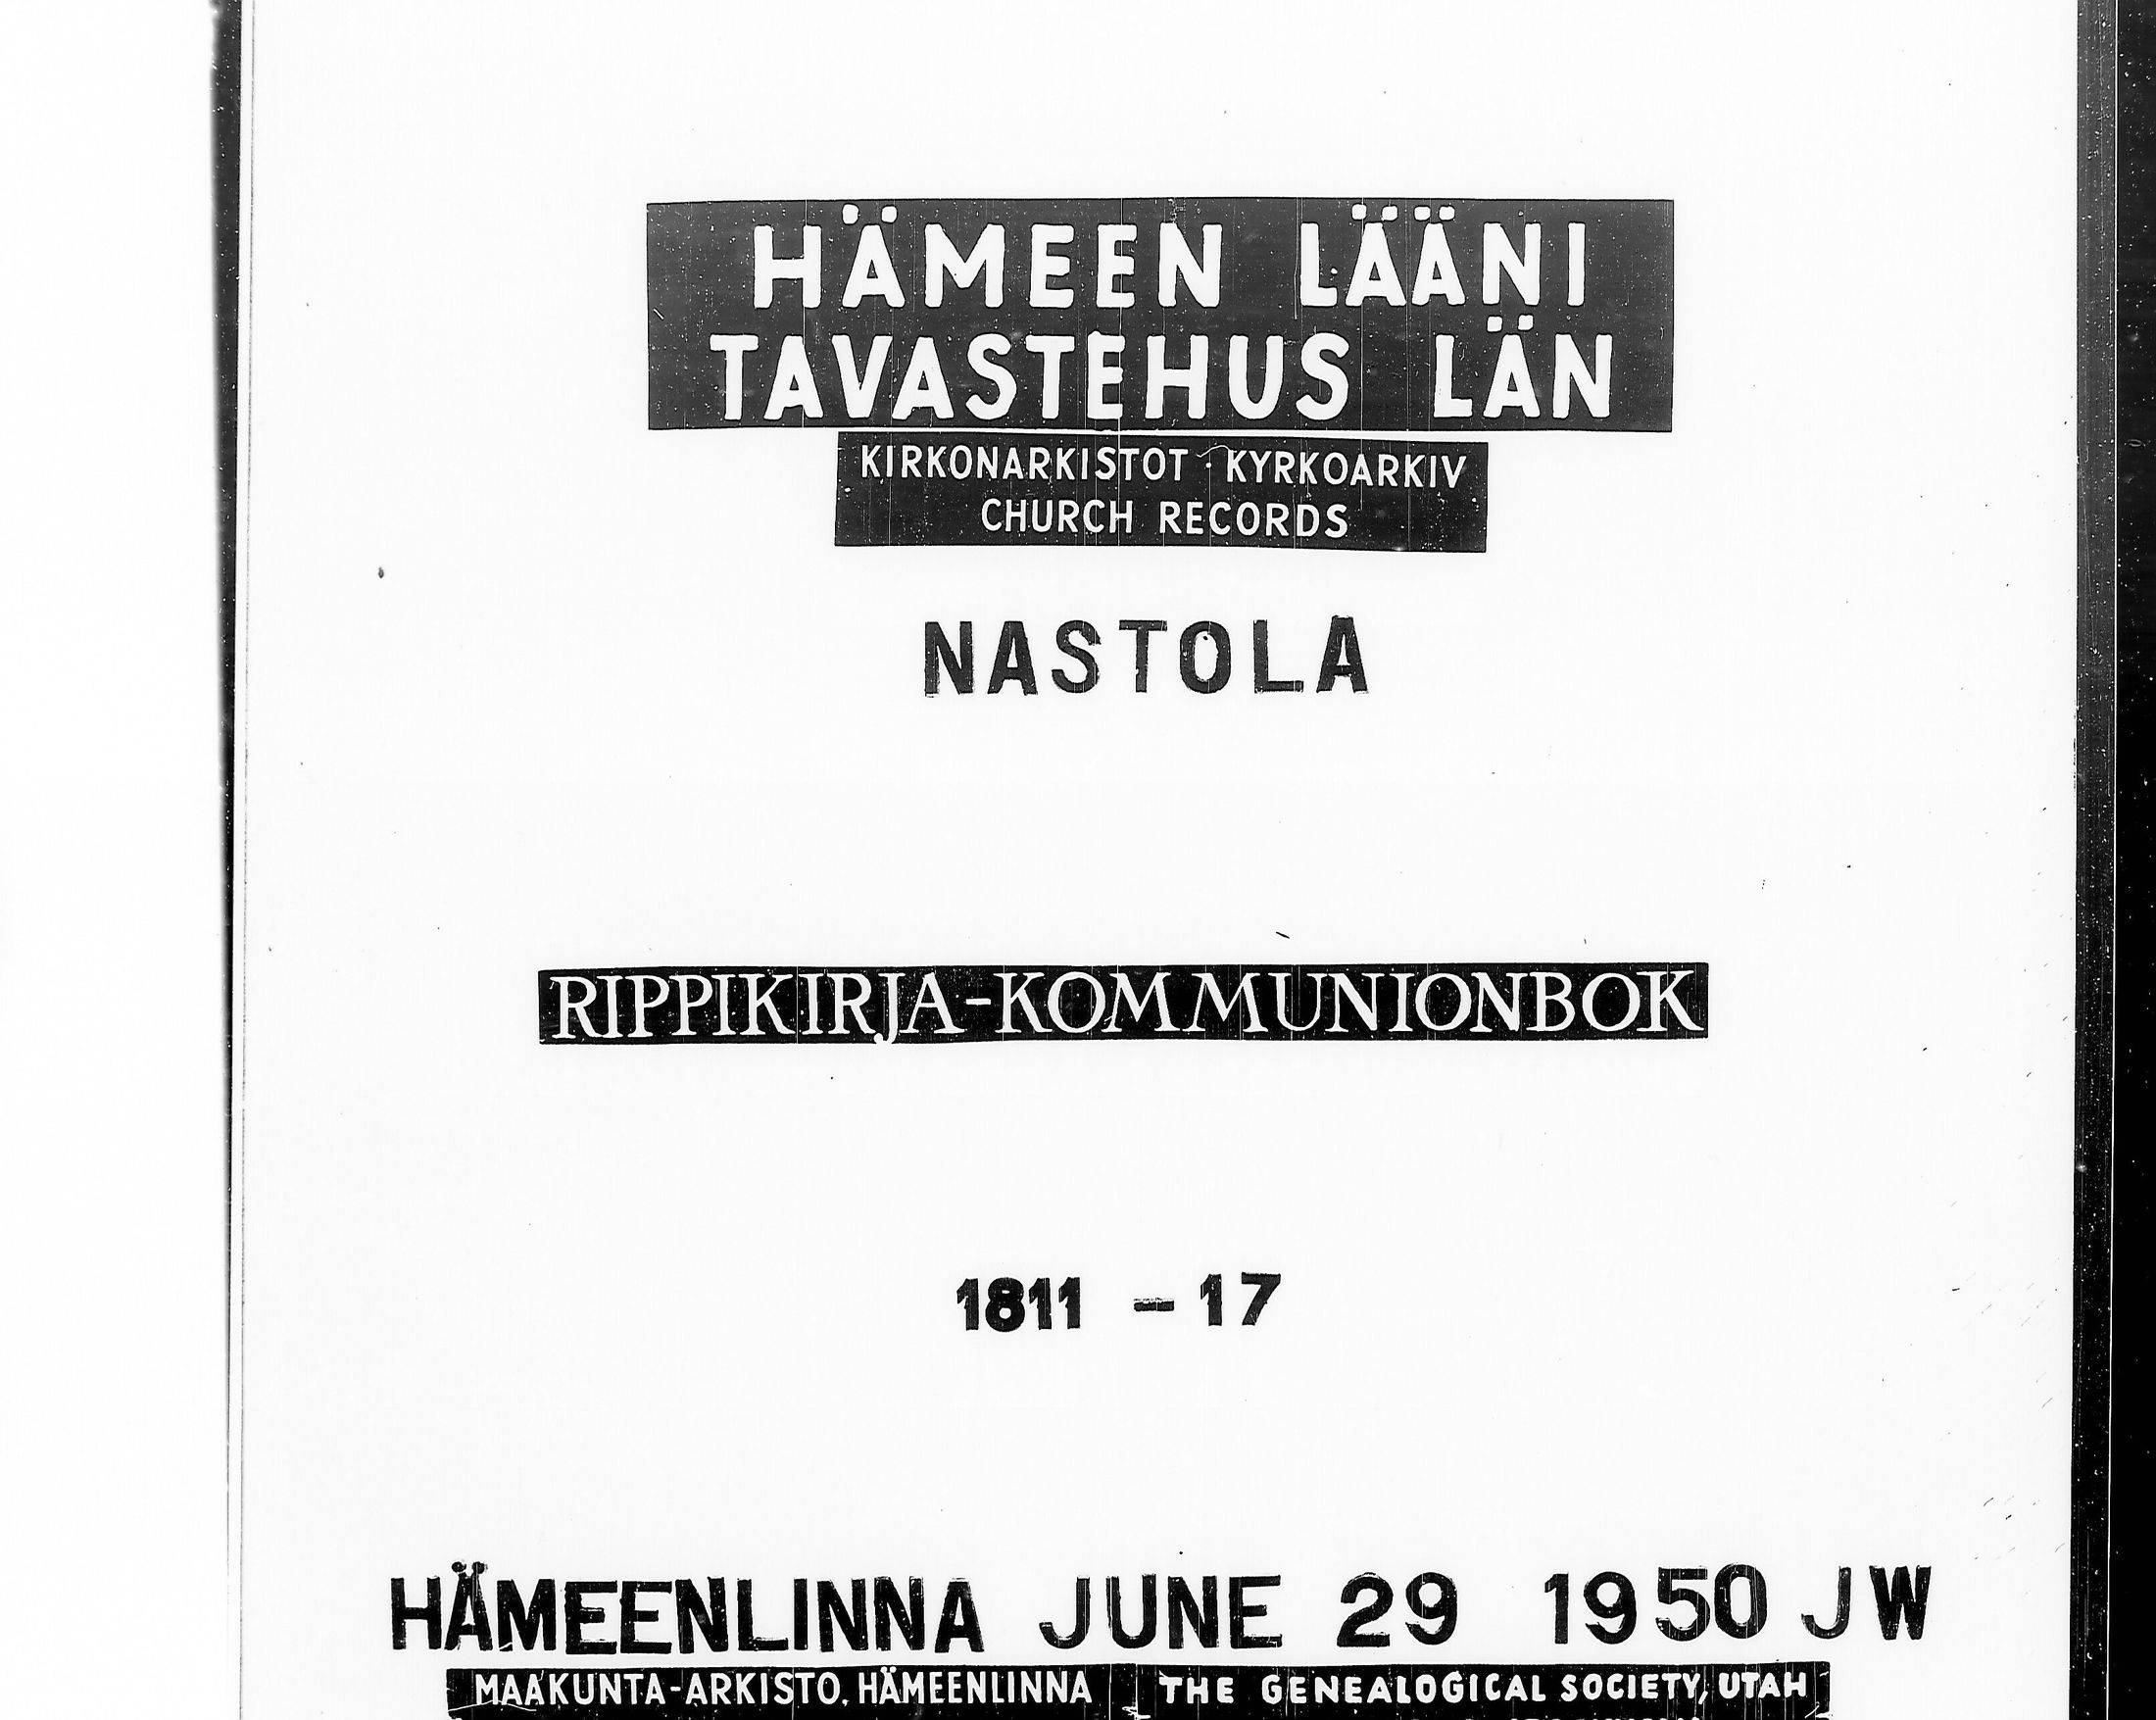 HÄMEEN LÄÄNI
TAVASTEHUS LÄN
KIRKONARKISTOT · KYRKOARKIV
CHURCH RECORDS
NASTOLA
RIPPIKIRJA-KOMMUNIONBOK
1811 - 17
HÄMEENLINNA JUNE 29 1950 JW
MAAKUNTA-ARKISTO, HÄMEENLINNA THE GENEALOGICAL SOCIETY, UTAH